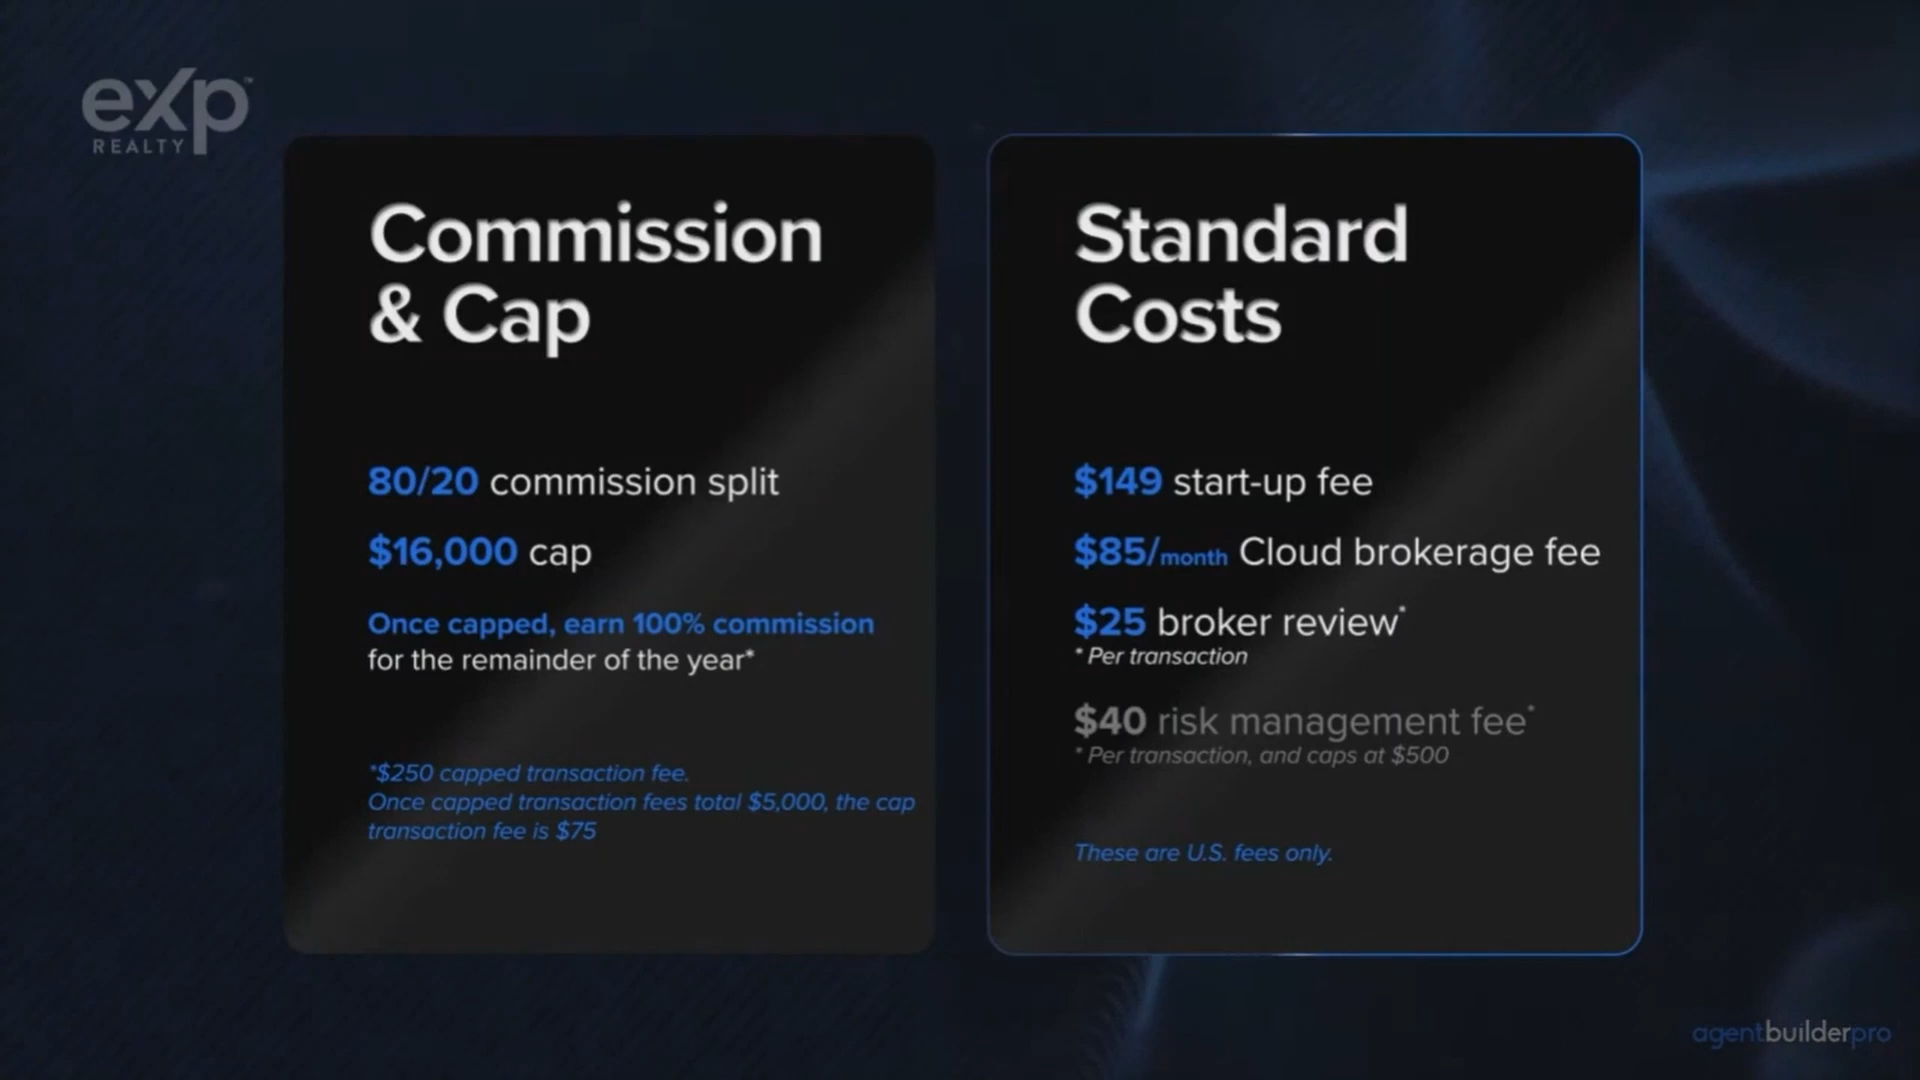 eXp™
REALTY
Commission
& Cap
80/20 commission split
$16,000 cap
Once capped, earn 100% commission
for the remainder of the year*
*$250 capped transaction fee.
Once capped transaction fees total $5,000, the cap
transaction fee is $75
Standard
Costs
$149 start-up fee
$85/month Cloud brokerage fee
$25 broker review*
* Per transaction
$40 risk management fee*
* Per transaction, and caps at $500
These are U.S. fees only.
agentbuilderpro